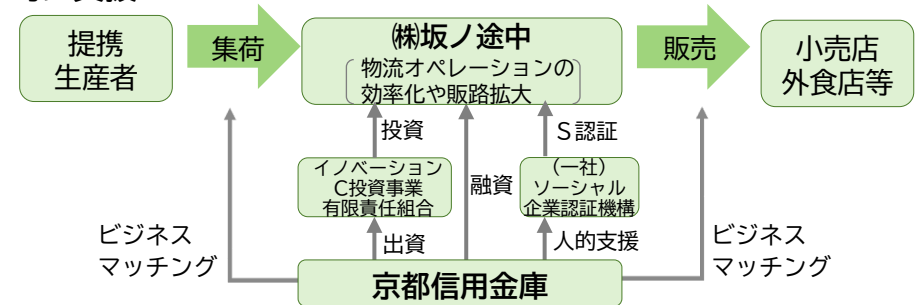 提携
生産者
集荷
㈱坂ノ途中
物流オペレーションの
効率化や販路拡大
販売
小売店
外食店等
投資
S認証
イノベーション
C投資事業
有限責任組合
融資
(一社)
ソーシャル
企業認証機構
ビジネス
マッチング
出資
人的支援
ビジネス
マッチング
京都信用金庫